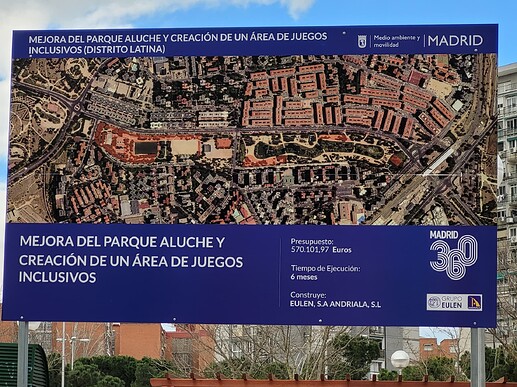 MEJORA DEL PARQUE ALUCHE Y CREACIÓN DE UN ÁREA DE JUEGOS
INCLUSIVOS (DISTRITO LATINA)
Medio ambiente y
movilidad
MADRID
MEJORA DEL PARQUE ALUCHE Y
CREACIÓN DE UN ÁREA DE JUEGOS
INCLUSIVOS
Presupuesto:
570.101,97 Euros
Tiempo de Ejecución:
6 meses
Construye:
EULEN, S.A ANDRIALA, S.L
MADRID
360
GRUPO
EULEN